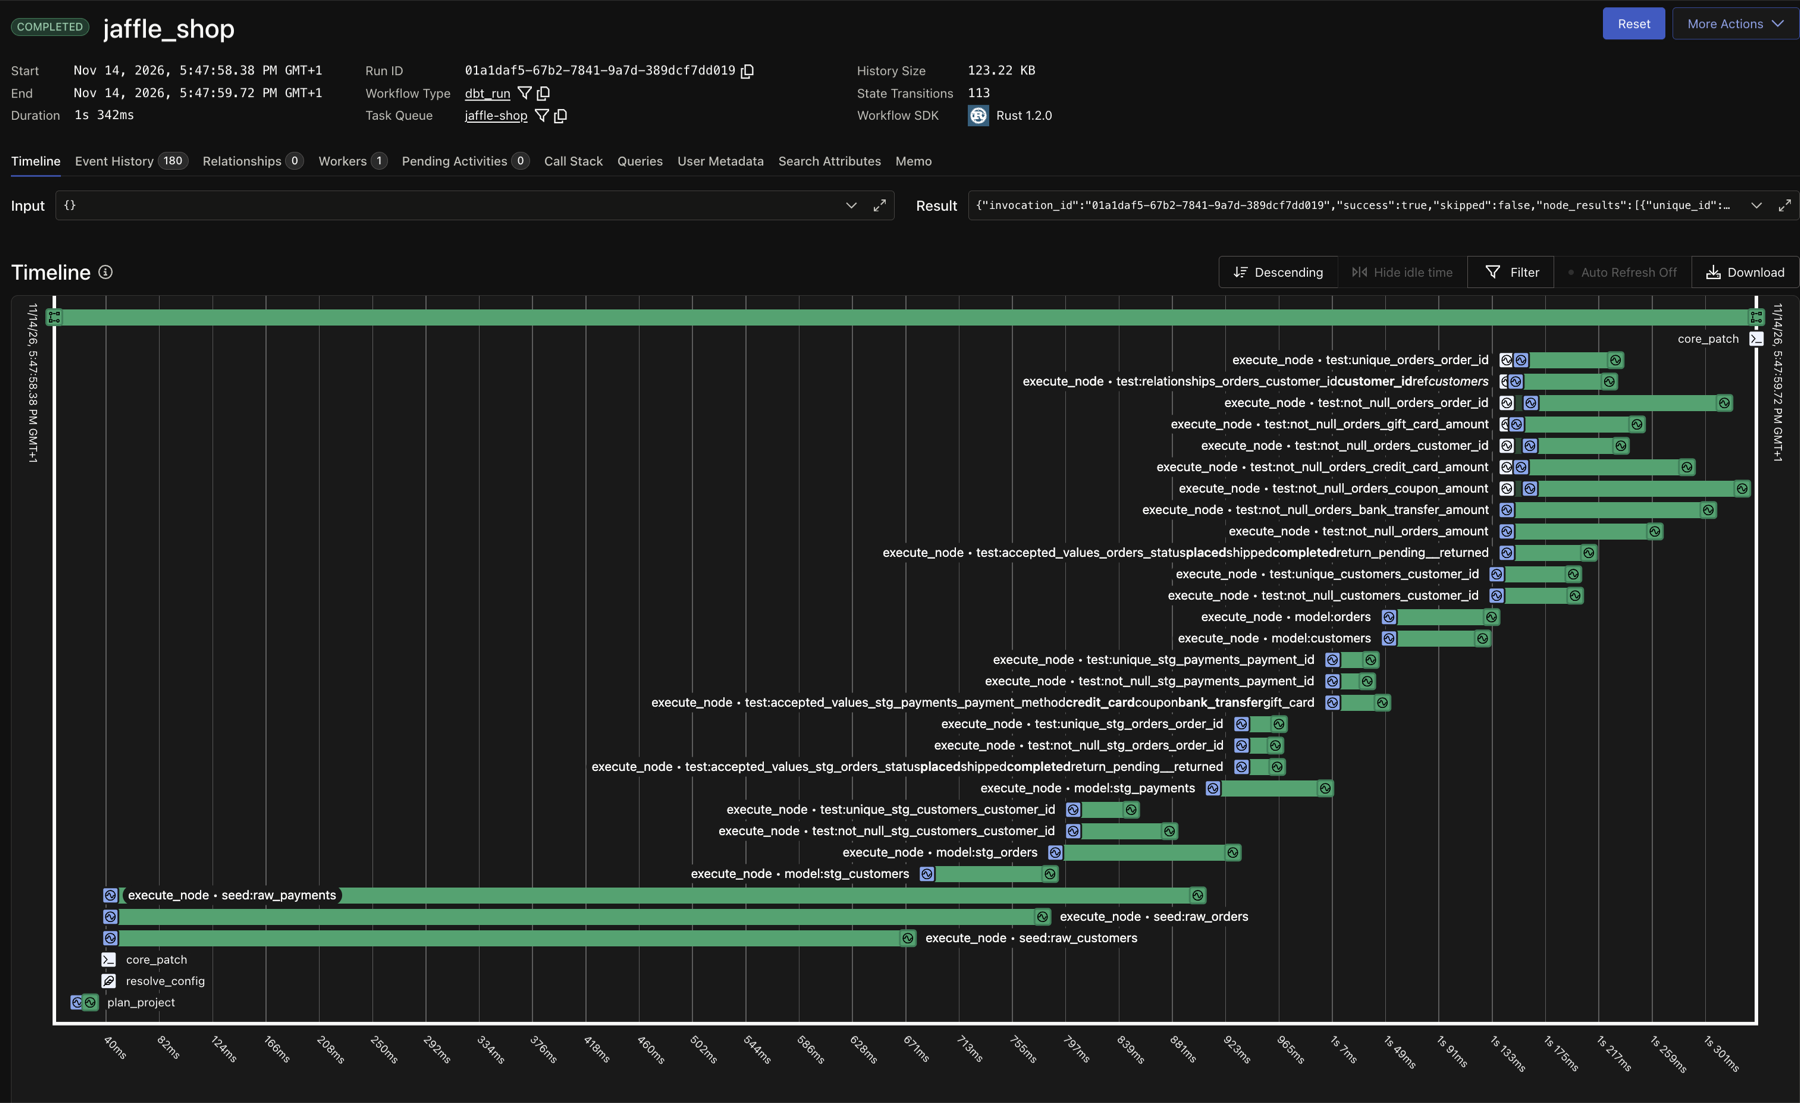 COMPLETED jaffle_shop Reset More Actions
Start Nov 14, 2026, 5:47:58.38 PM GMT+1 Run ID 01a1daf5-67b2-7841-9a7d-389dcf7dd019 History Size 123.22 KB
End Nov 14, 2026, 5:47:59.72 PM GMT+1 Workflow Type dbt_run State Transitions 113
Duration 1s 342ms Task Queue jaffle-shop Workflow SDK Rust 1.2.0
Timeline Event History 180 Relationships 0 Workers 1 Pending Activities 0 Call Stack Queries User Metadata Search Attributes Memo
Input {} Result {"invocation_id":"01a1daf5-67b2-7841-9a7d-389dcf7dd019","success":true,"skipped":false,"node_results":[{"unique_id":…
Timeline Descending Hide idle time Filter Auto Refresh Off Download
11/14/26, 5:47:58.38 PM GMT+1
11/14/26, 5:47:59.72 PM GMT+1
core_patch
execute_node • test:unique_orders_order_id
execute_node • test:relationships_orders_customer_idcustomer_idrefcustomers
execute_node • test:not_null_orders_order_id
execute_node • test:not_null_orders_gift_card_amount
execute_node • test:not_null_orders_customer_id
execute_node • test:not_null_orders_credit_card_amount
execute_node • test:not_null_orders_coupon_amount
execute_node • test:not_null_orders_bank_transfer_amount
execute_node • test:not_null_orders_amount
execute_node • test:accepted_values_orders_statusplacedshippedcompletedreturn_pending__returned
execute_node • test:unique_customers_customer_id
execute_node • test:not_null_customers_customer_id
execute_node • model:orders
execute_node • model:customers
execute_node • test:unique_stg_payments_payment_id
execute_node • test:not_null_stg_payments_payment_id
execute_node • test:accepted_values_stg_payments_payment_methodcredit_cardcouponbank_transfergift_card
execute_node • test:unique_stg_orders_order_id
execute_node • test:not_null_stg_orders_order_id
execute_node • test:accepted_values_stg_orders_statusplacedshippedcompletedreturn_pending__returned
execute_node • model:stg_payments
execute_node • test:unique_stg_customers_customer_id
execute_node • test:not_null_stg_customers_customer_id
execute_node • model:stg_orders
execute_node • model:stg_customers
execute_node • seed:raw_payments
execute_node • seed:raw_orders
execute_node • seed:raw_customers
core_patch
resolve_config
plan_project
40ms 82ms 124ms 166ms 208ms 250ms 292ms 334ms 376ms 418ms 460ms 502ms 544ms 586ms 628ms 671ms 713ms 755ms 797ms 839ms 881ms 923ms 965ms 1s 7ms 1s 49ms 1s 91ms 1s 133ms 1s 175ms 1s 217ms 1s 259ms 1s 301ms